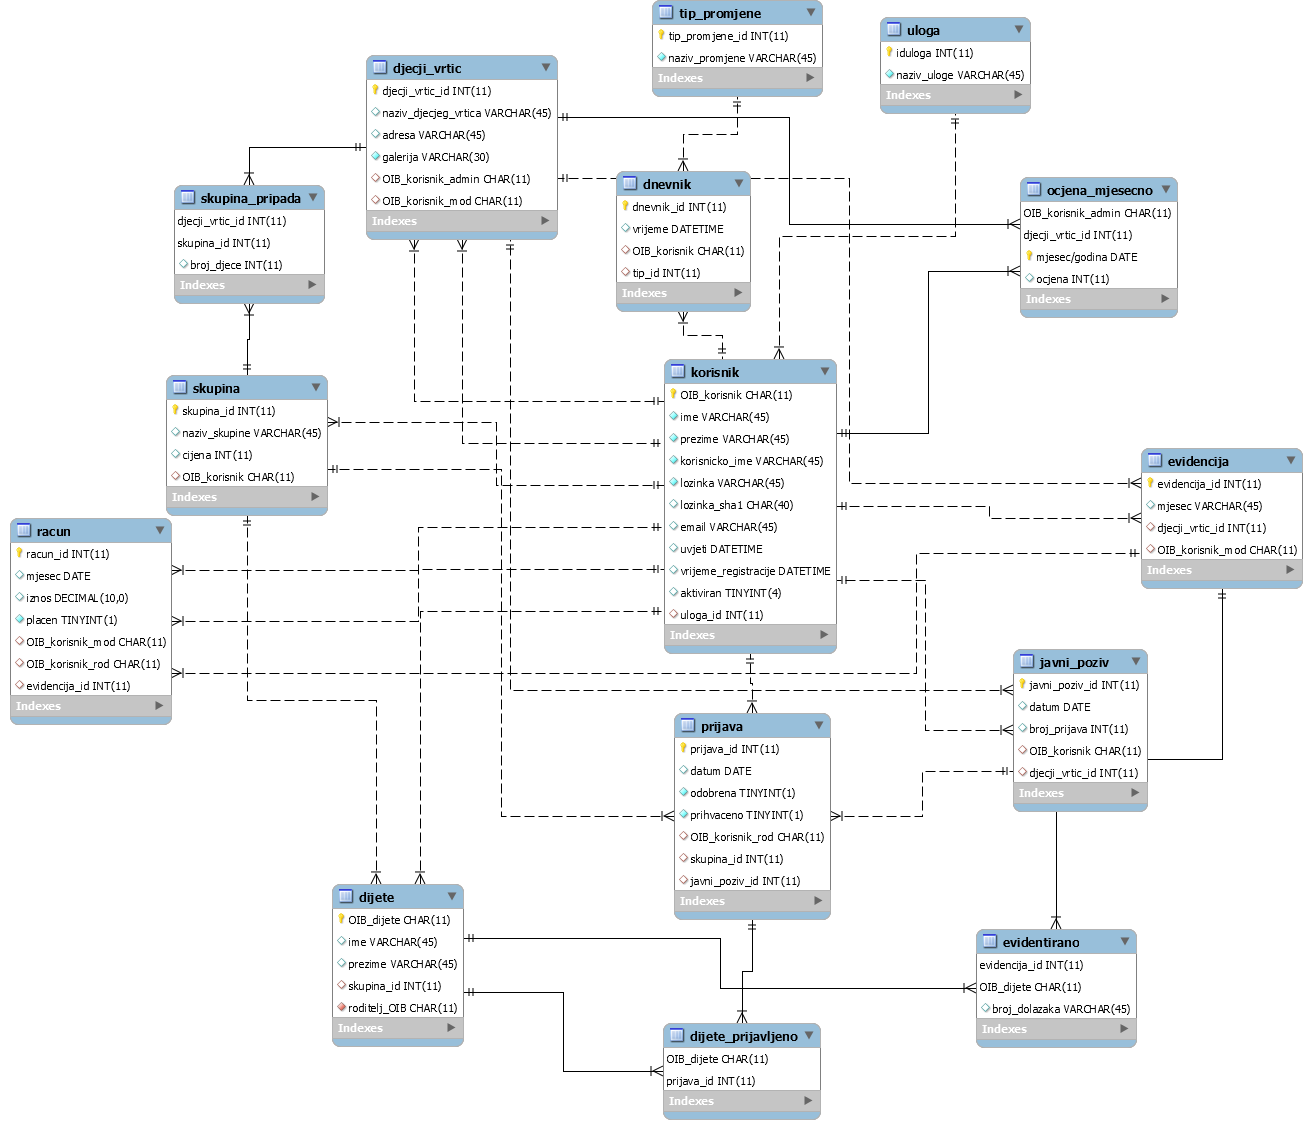 tip_promjene
tip_promjene_id INT(11)
naziv_promjene VARCHAR(45)
Indexes
uloga
iduloga INT(11)
naziv_uloge VARCHAR(45)
Indexes
djecji_vrtic
djecji_vrtic_id INT(11)
naziv_djecjeg_vrtica VARCHAR(45)
adresa VARCHAR(45)
galerija VARCHAR(30)
OIB_korisnik_admin CHAR(11)
OIB_korisnik_mod CHAR(11)
Indexes
skupina_pripada
djecji_vrtic_id INT(11)
skupina_id INT(11)
broj_djece INT(11)
Indexes
dnevnik
dnevnik_id INT(11)
vrijeme DATETIME
OIB_korisnik CHAR(11)
tip_id INT(11)
Indexes
ocjena_mjesecno
OIB_korisnik_admin CHAR(11)
djecji_vrtic_id INT(11)
mjesec/godina DATE
ocjena INT(11)
Indexes
skupina
skupina_id INT(11)
naziv_skupine VARCHAR(45)
cijena INT(11)
OIB_korisnik CHAR(11)
Indexes
korisnik
OIB_korisnik CHAR(11)
ime VARCHAR(45)
prezime VARCHAR(45)
korisnicko_ime VARCHAR(45)
lozinka VARCHAR(45)
lozinka_sha1 CHAR(40)
email VARCHAR(45)
uvjeti DATETIME
vrijeme_registracije DATETIME
aktiviran TINYINT(4)
uloga_id INT(11)
Indexes
evidencija
evidencija_id INT(11)
mjesec VARCHAR(45)
djecji_vrtic_id INT(11)
OIB_korisnik_mod CHAR(11)
Indexes
racun
racun_id INT(11)
mjesec DATE
iznos DECIMAL(10,0)
placen TINYINT(1)
OIB_korisnik_mod CHAR(11)
OIB_korisnik_rod CHAR(11)
evidencija_id INT(11)
Indexes
javni_poziv
javni_poziv_id INT(11)
datum DATE
broj_prijava INT(11)
OIB_korisnik CHAR(11)
djecji_vrtic_id INT(11)
Indexes
prijava
prijava_id INT(11)
datum DATE
odobrena TINYINT(1)
prihvaceno TINYINT(1)
OIB_korisnik_rod CHAR(11)
skupina_id INT(11)
javni_poziv_id INT(11)
Indexes
dijete
OIB_dijete CHAR(11)
ime VARCHAR(45)
prezime VARCHAR(45)
skupina_id INT(11)
roditelj_OIB CHAR(11)
Indexes
evidentirano
evidencija_id INT(11)
OIB_dijete CHAR(11)
broj_dolazaka VARCHAR(45)
Indexes
dijete_prijavljeno
OIB_dijete CHAR(11)
prijava_id INT(11)
Indexes